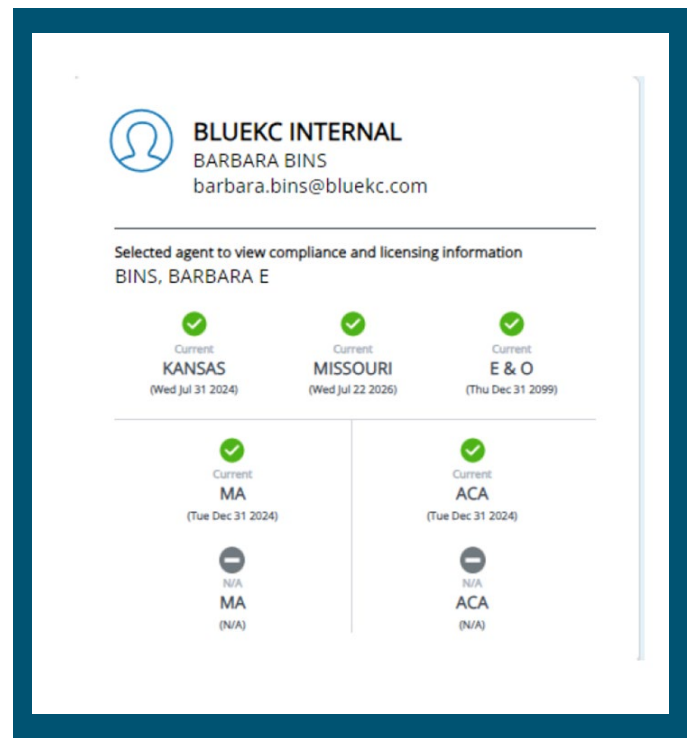 BLUEKC INTERNAL
BARBARA BINS
barbara.bins@bluekc.com
Selected agent to view compliance and licensing information
BINS, BARBARA E
Current Current Current
KANSAS MISSOURI E & O
(Wed Jul 31 2024) (Wed Jul 22 2026) (Thu Dec 31 2099)
Current Current
MA ACA
(Tue Dec 31 2024) (Tue Dec 31 2024)
N/A N/A
MA ACA
(N/A) (N/A)